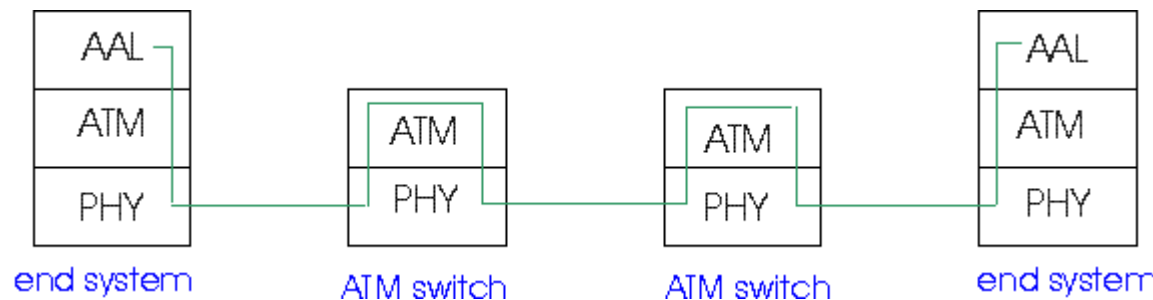 AAL
ATM
PHY
end system
ATM
PHY
ATM switch
ATM
PHY
ATM switch
AAL
ATM
PHY
end system